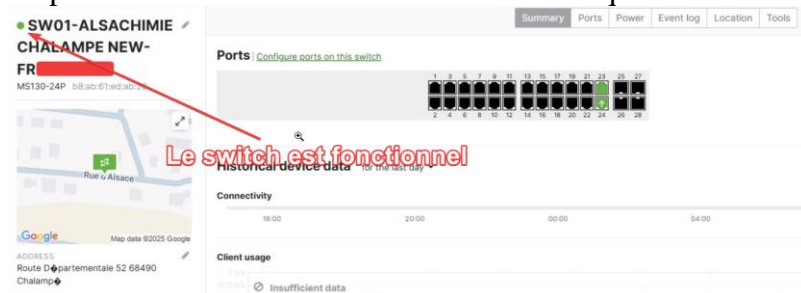 SW01-ALSACHIMIE
CHALAMPE NEW-
FR
MS130-24P b8:ab:61:ed:ab:
Summary Ports Power Event log Location Tools
Ports Configure ports on this switch
1 3 5 7 9 11 13 15 17 19 21 23 25 27
2 4 6 8 10 12 14 16 18 20 22 24 26 28
Rue d'Alsace
Le switch est fonctionnel
Historical device data for the last day
Connectivity
16:00 20:00 00:00 04:00
Google Map data ©2025 Google
ADDRESS
Route D�partementale 52 68490
Chalamp�
Client usage
Insufficient data